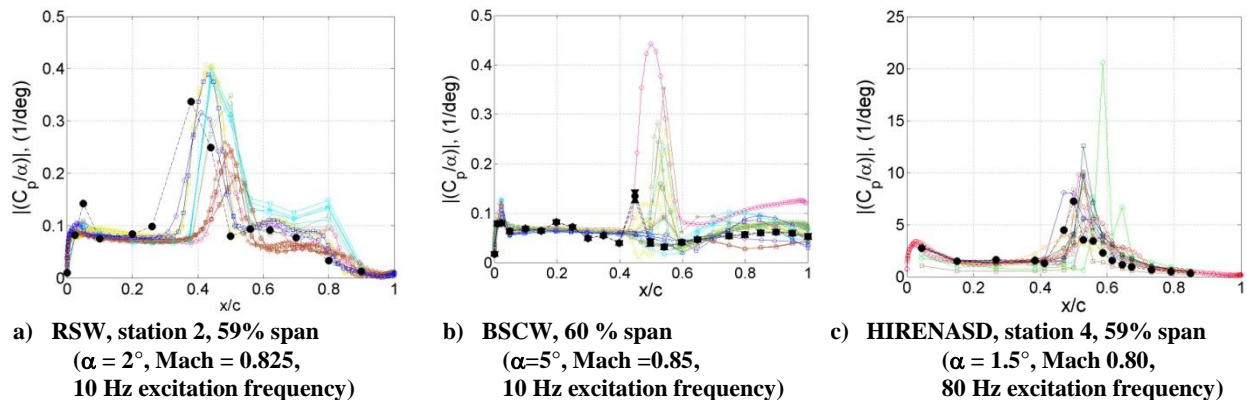 0.5
0.4
0.3
0.2
0.1
0
|(C_p/α)|, (1/deg)
0 0.2 0.4 0.6 0.8 1
x/c
a) RSW, station 2, 59% span
(α = 2°, Mach = 0.825,
10 Hz excitation frequency)
0.5
0.4
0.3
0.2
0.1
0
|(C_p/α)|, (1/deg)
0 0.2 0.4 0.6 0.8 1
x/c
b) BSCW, 60 % span
(α=5°, Mach =0.85,
10 Hz excitation frequency)
25
20
15
10
5
0
|(C_p/α)|, (1/deg)
0 0.2 0.4 0.6 0.8 1
x/c
c) HIRENASD, station 4, 59% span
(α = 1.5°, Mach 0.80,
80 Hz excitation frequency)